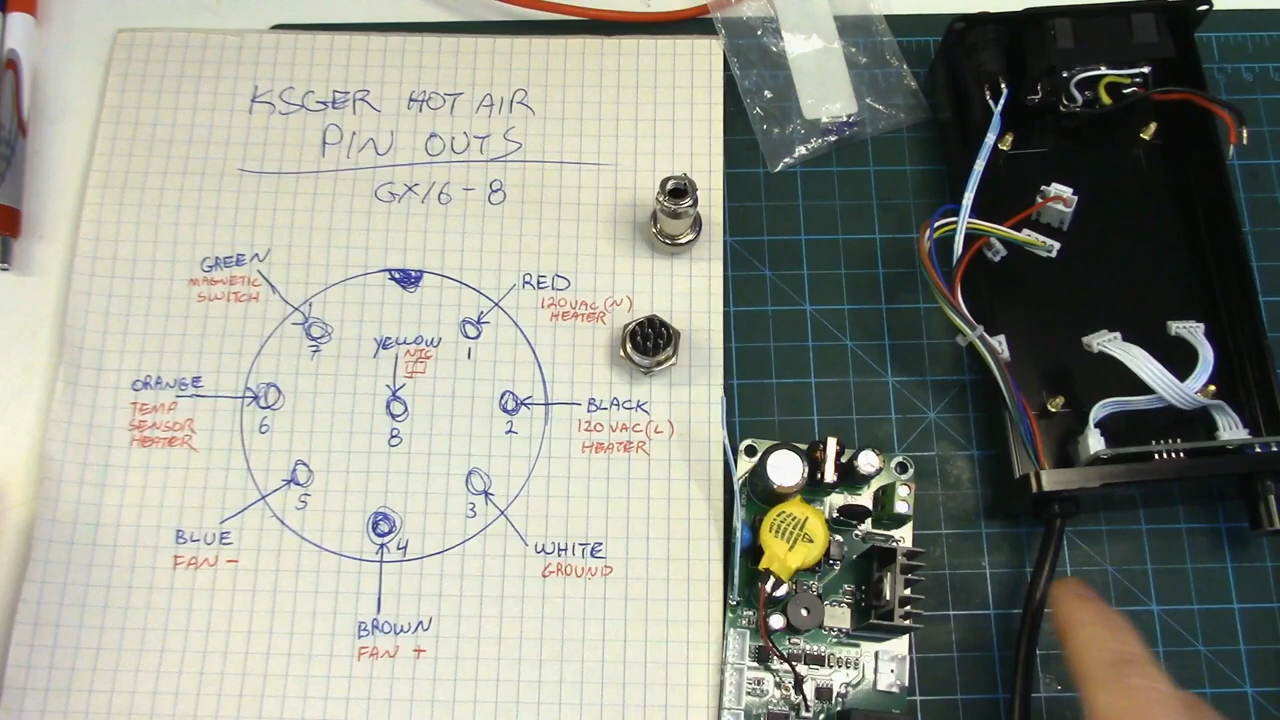 KSGER HOT AIR
PIN OUTS
GX16-8
GREEN
MAGNETIC
SWITCH
7
RED
120VAC(N)
HEATER
1
YELLOW
NTC
8
ORANGE
TEMP
SENSOR
HEATER
6
BLACK
120VAC(L)
HEATER
2
BLUE
FAN -
5
BROWN
FAN +
4
WHITE
GROUND
3